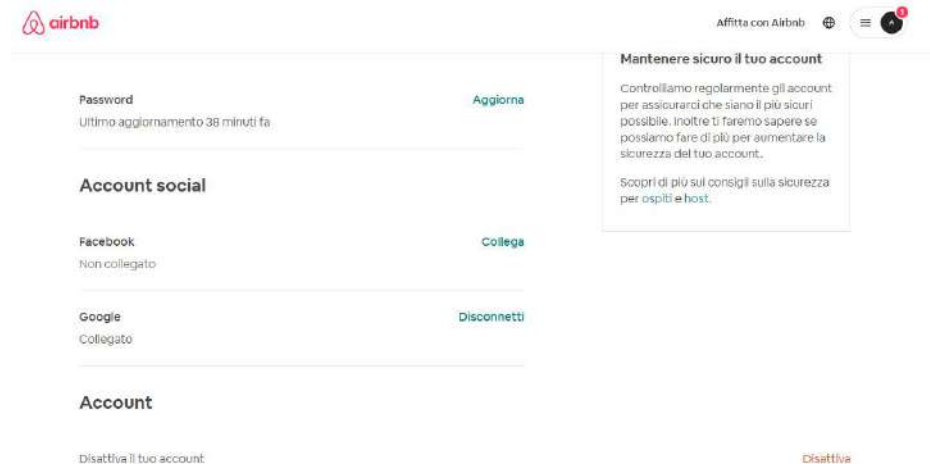 airbnb
Affitta con Airbnb
1
A
Password
Aggiorna
Ultimo aggiornamento 38 minuti fa
Account social
Facebook
Collega
Non collegato
Google
Disconnetti
Collegato
Account
Disattiva il tuo account
Disattiva
Mantenere sicuro il tuo account
Controlliamo regolarmente gli account
per assicurarci che siano il più sicuri
possibile. Inoltre ti faremo sapere se
possiamo fare di più per aumentare la
sicurezza del tuo account.
Scopri di più sui consigli sulla sicurezza
per ospiti e host.